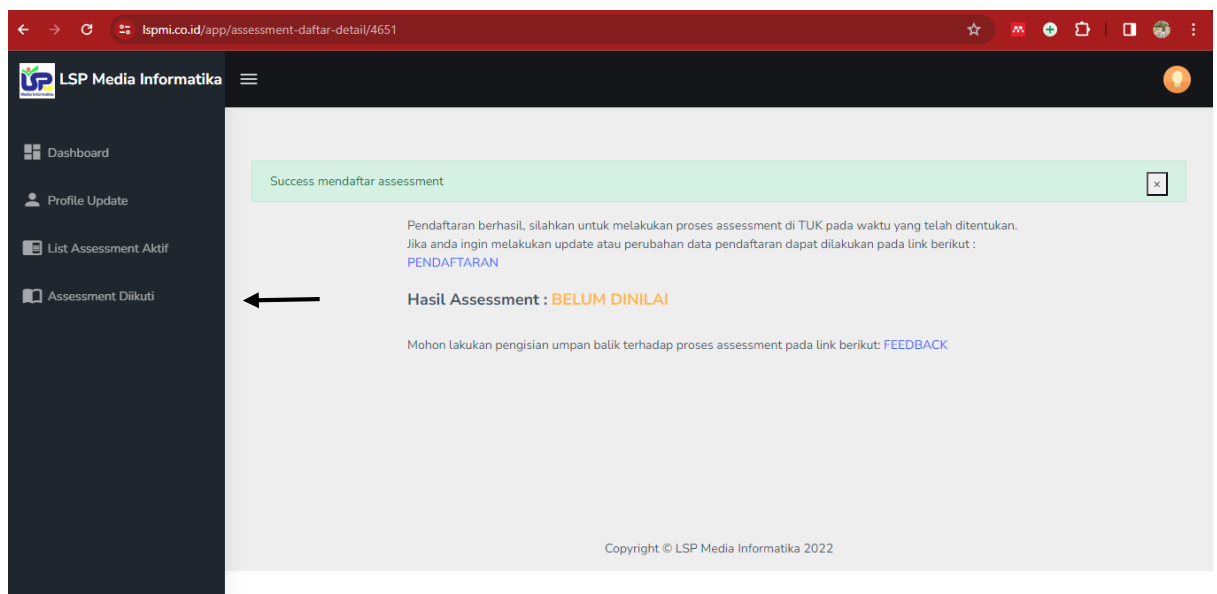 lspmi.co.id/app/assessment-daftar-detail/4651
LSP Media Informatika
Dashboard
Profile Update
List Assessment Aktif
Assessment Diikuti
Success mendaftar assessment
×
Pendaftaran berhasil, silahkan untuk melakukan proses assessment di TUK pada waktu yang telah ditentukan.
Jika anda ingin melakukan update atau perubahan data pendaftaran dapat dilakukan pada link berikut :
PENDAFTARAN
Hasil Assessment : BELUM DINILAI
Mohon lakukan pengisian umpan balik terhadap proses assessment pada link berikut: FEEDBACK
Copyright © LSP Media Informatika 2022